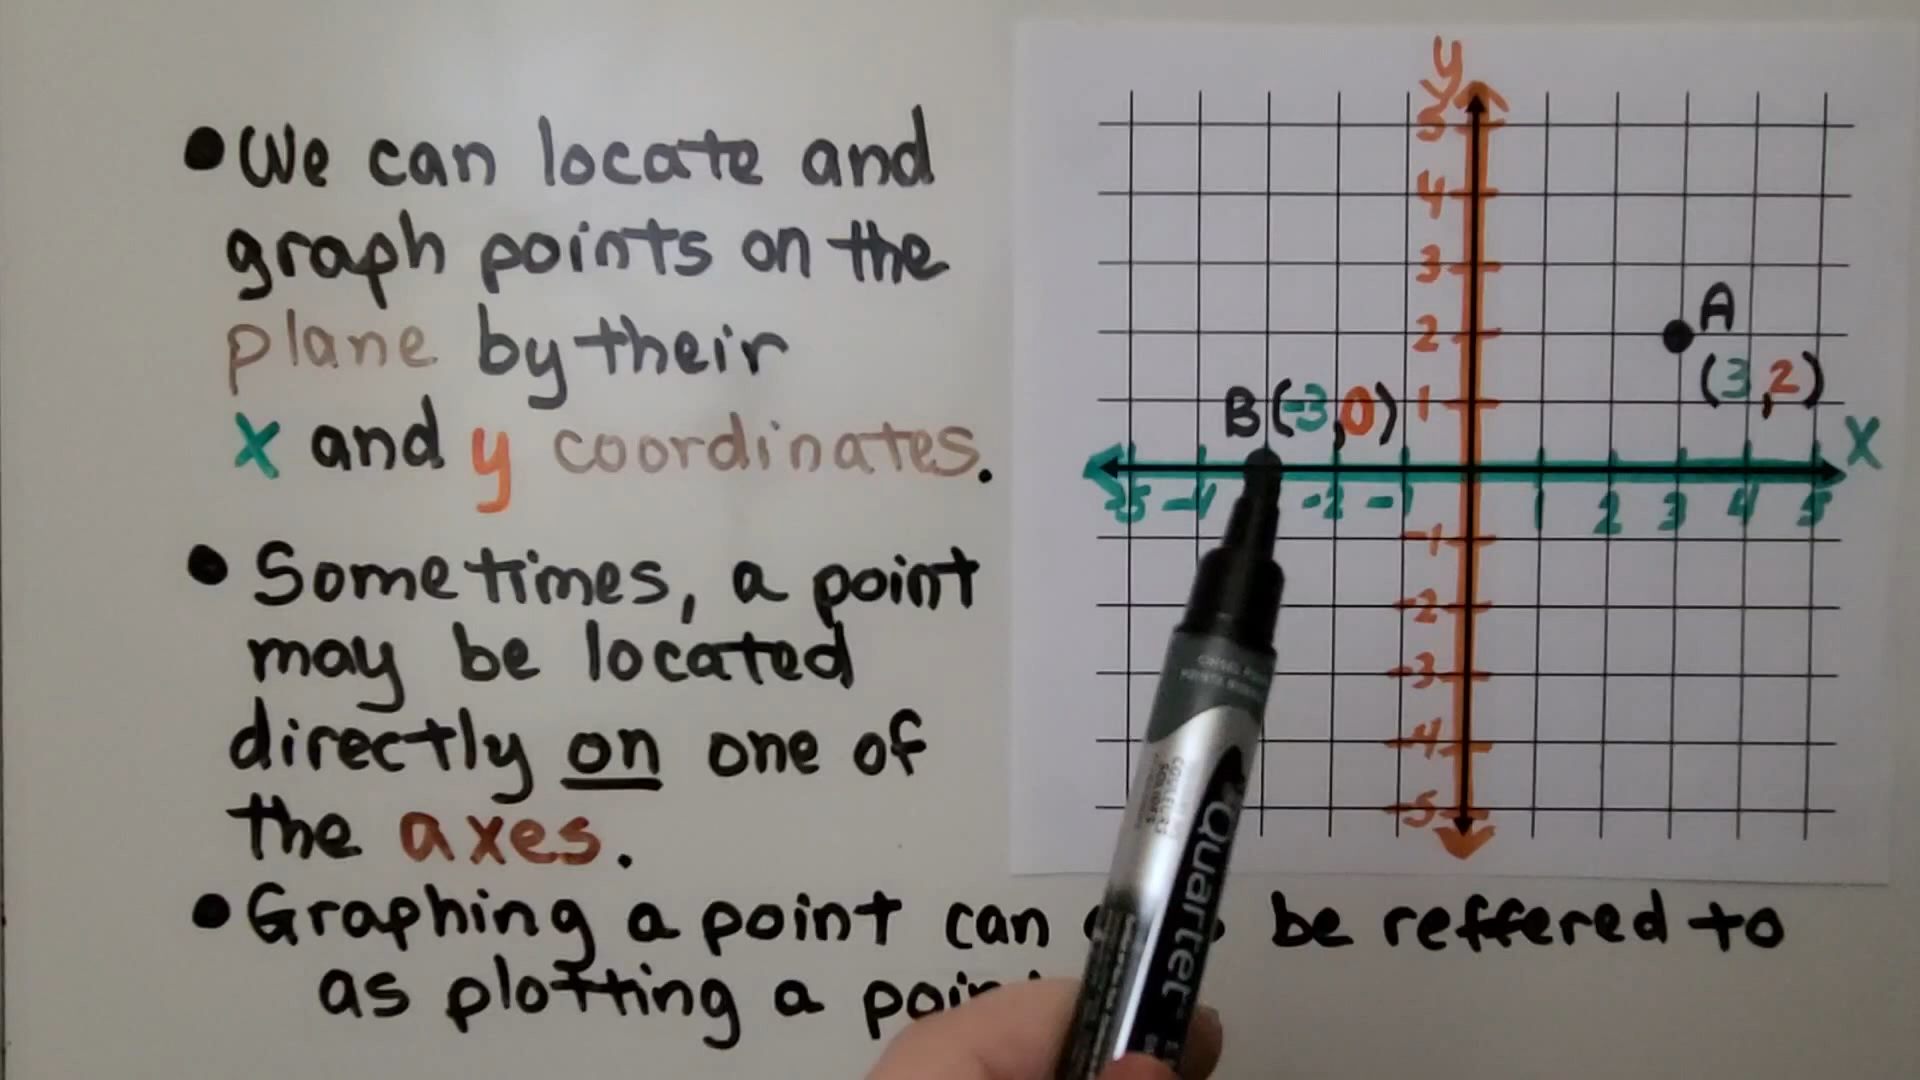 • We can locate and
graph points on the
plane by their
x and y coordinates.
• Sometimes, a point
may be located
directly on one of
the axes.
• Graphing a point can be reffered to
as plotting a
y
5
4
3
2
1
A
(3,2)
B (-3,0)
X
-5 -4 -2 -1 1 2 3 4 5
-1
-2
-3
-4
-5
Quartet